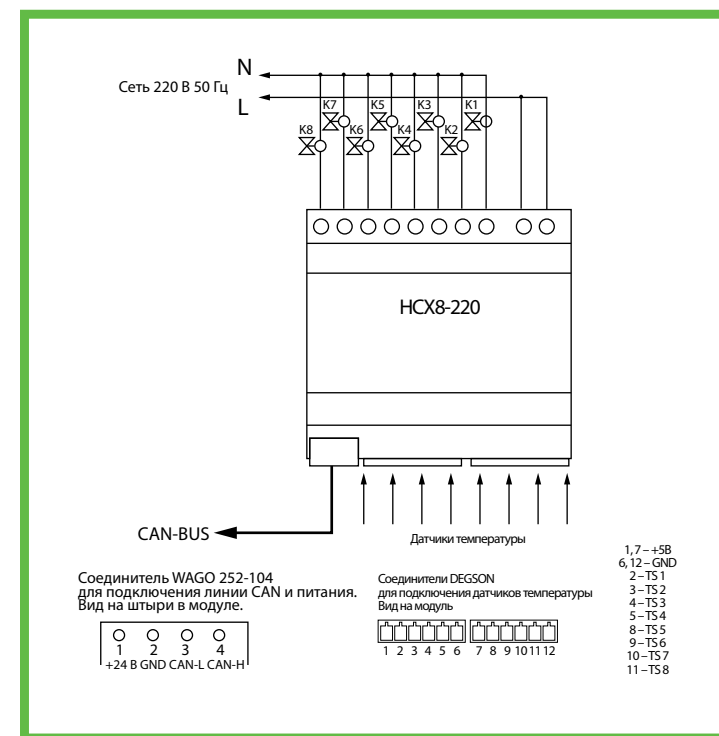 N
Сеть 220 В 50 Гц
L
K7 K5 K3 K1
K8 K6 K4 K2
HCX8-220
CAN-BUS
Датчики температуры
Соединитель WAGO 252-104
для подключения линии CAN и питания.
Вид на штыри в модуле.
1 2 3 4
+24 В GND CAN-L CAN-H
Соединители DEGSON
для подключения датчиков температуры
Вид на модуль
1 2 3 4 5 6 7 8 9 10 11 12
1, 7 – +5В
6, 12 – GND
2 – TS 1
3 – TS 2
4 – TS 3
5 – TS 4
8 – TS 5
9 – TS 6
10 – TS 7
11 – TS 8